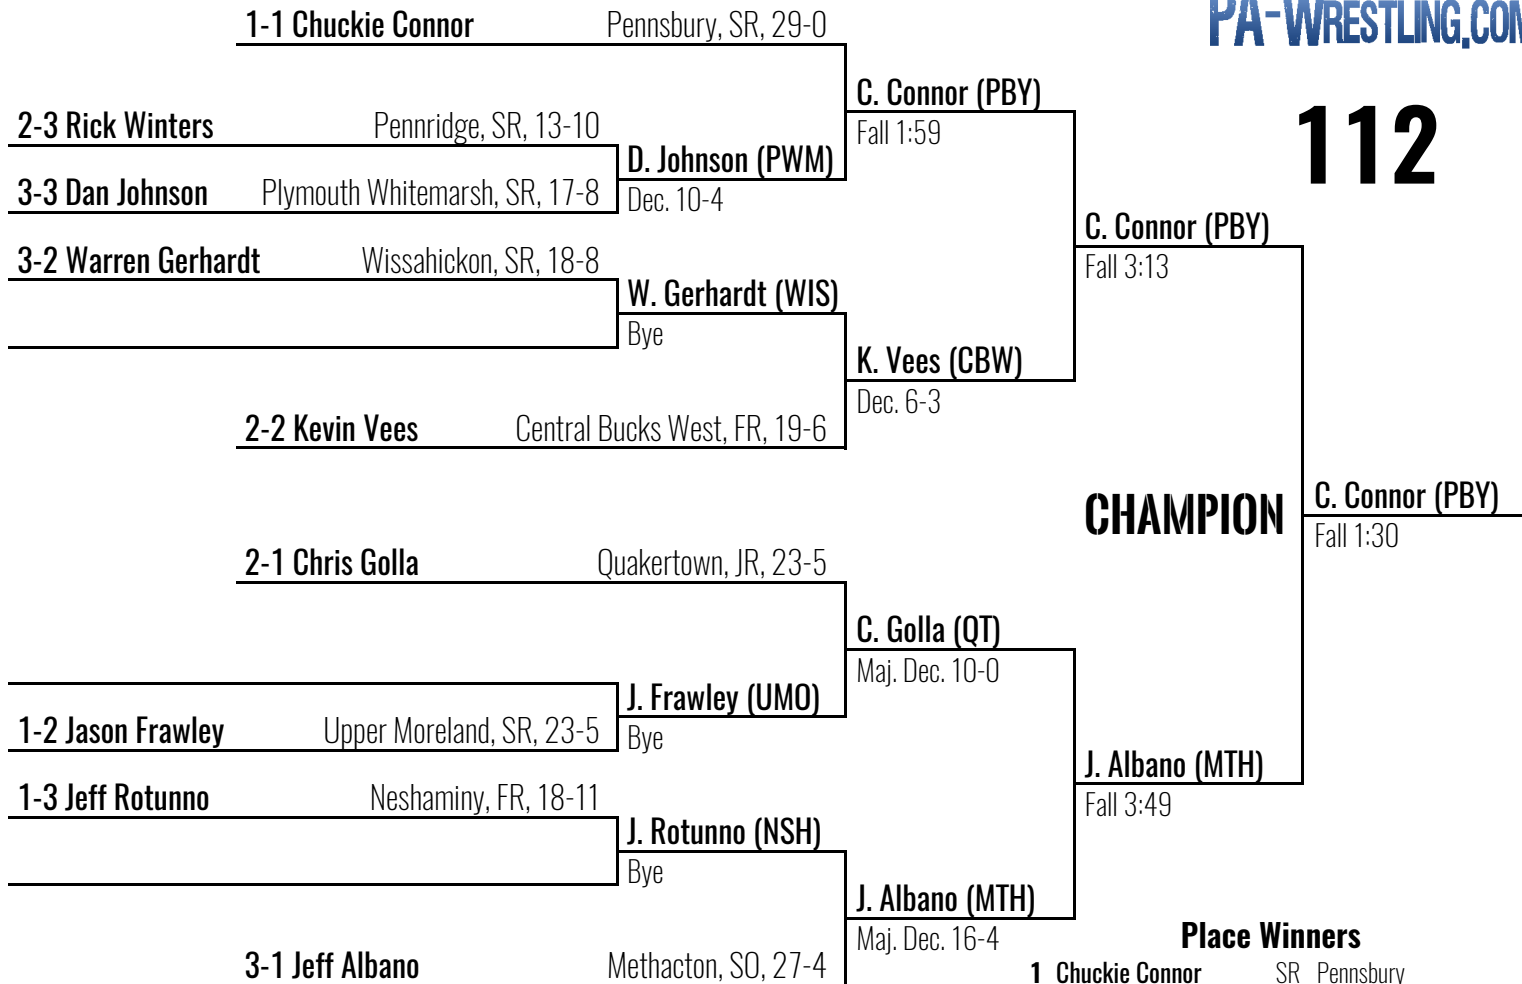 1-1 Chuckie Connor Pennsbury, SR, 29-0
PA-WRESTLING.COM
C. Connor (PBY)
Fall 1:59
112
2-3 Rick Winters Pennridge, SR, 13-10
D. Johnson (PWM)
Dec. 10-4
3-3 Dan Johnson Plymouth Whitemarsh, SR, 17-8
C. Connor (PBY)
Fall 3:13
3-2 Warren Gerhardt Wissahickon, SR, 18-8
W. Gerhardt (WIS)
Bye
K. Vees (CBW)
Dec. 6-3
2-2 Kevin Vees Central Bucks West, FR, 19-6
CHAMPION
C. Connor (PBY)
Fall 1:30
2-1 Chris Golla Quakertown, JR, 23-5
C. Golla (QT)
Maj. Dec. 10-0
J. Frawley (UMO)
Bye
1-2 Jason Frawley Upper Moreland, SR, 23-5
J. Albano (MTH)
Fall 3:49
1-3 Jeff Rotunno Neshaminy, FR, 18-11
J. Rotunno (NSH)
Bye
J. Albano (MTH)
Maj. Dec. 16-4
3-1 Jeff Albano Methacton, SO, 27-4
Place Winners
1 Chuckie Connor SR Pennsbury